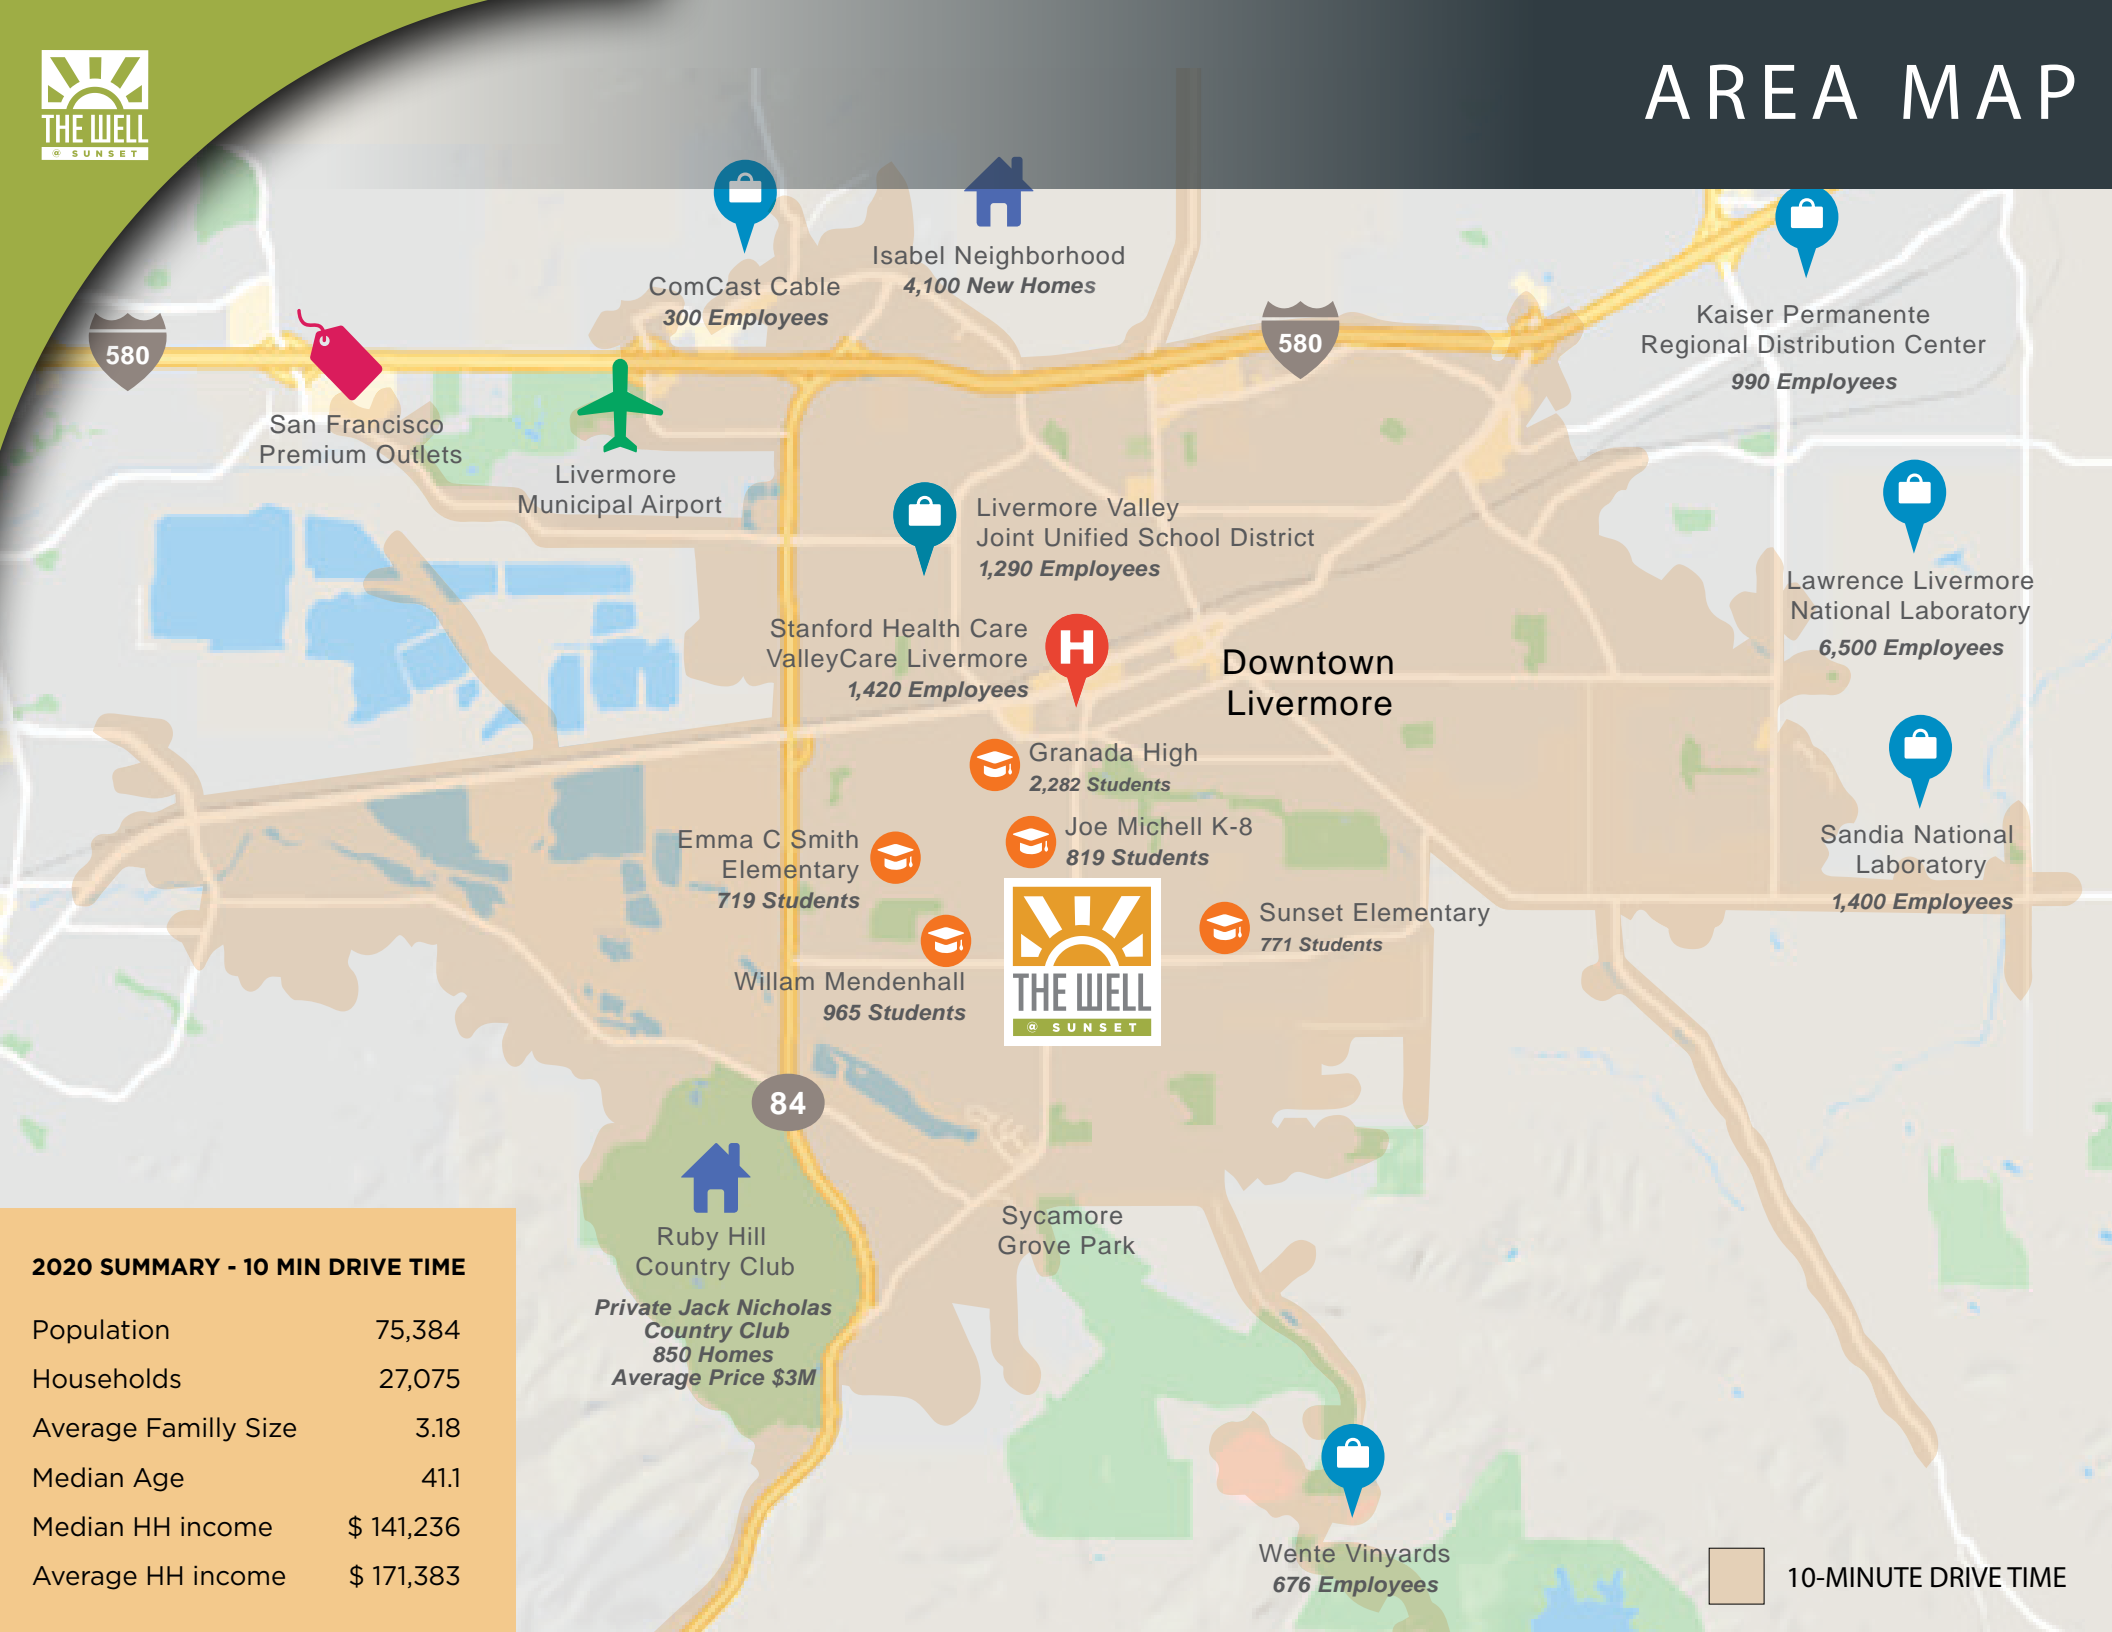 THE WELL
@ SUNSET
AREA MAP
ComCast Cable
300 Employees
Isabel Neighborhood
4,100 New Homes
Kaiser Permanente
Regional Distribution Center
990 Employees
580
580
San Francisco
Premium Outlets
Livermore
Municipal Airport
Livermore Valley
Joint Unified School District
1,290 Employees
Lawrence Livermore
National Laboratory
6,500 Employees
Stanford Health Care
ValleyCare Livermore
1,420 Employees
H
Downtown
Livermore
Granada High
2,282 Students
Joe Michell K-8
819 Students
Emma C Smith
Elementary
719 Students
Sandia National
Laboratory
1,400 Employees
Sunset Elementary
771 Students
Willam Mendenhall
965 Students
THE WELL
@ SUNSET
84
Ruby Hill
Country Club
Private Jack Nicholas
Country Club
850 Homes
Average Price $3M
Sycamore
Grove Park
Wente Vinyards
676 Employees
2020 SUMMARY - 10 MIN DRIVE TIME
Population 75,384
Households 27,075
Average Familly Size 3.18
Median Age 41.1
Median HH income $ 141,236
Average HH income $ 171,383
10-MINUTE DRIVE TIME